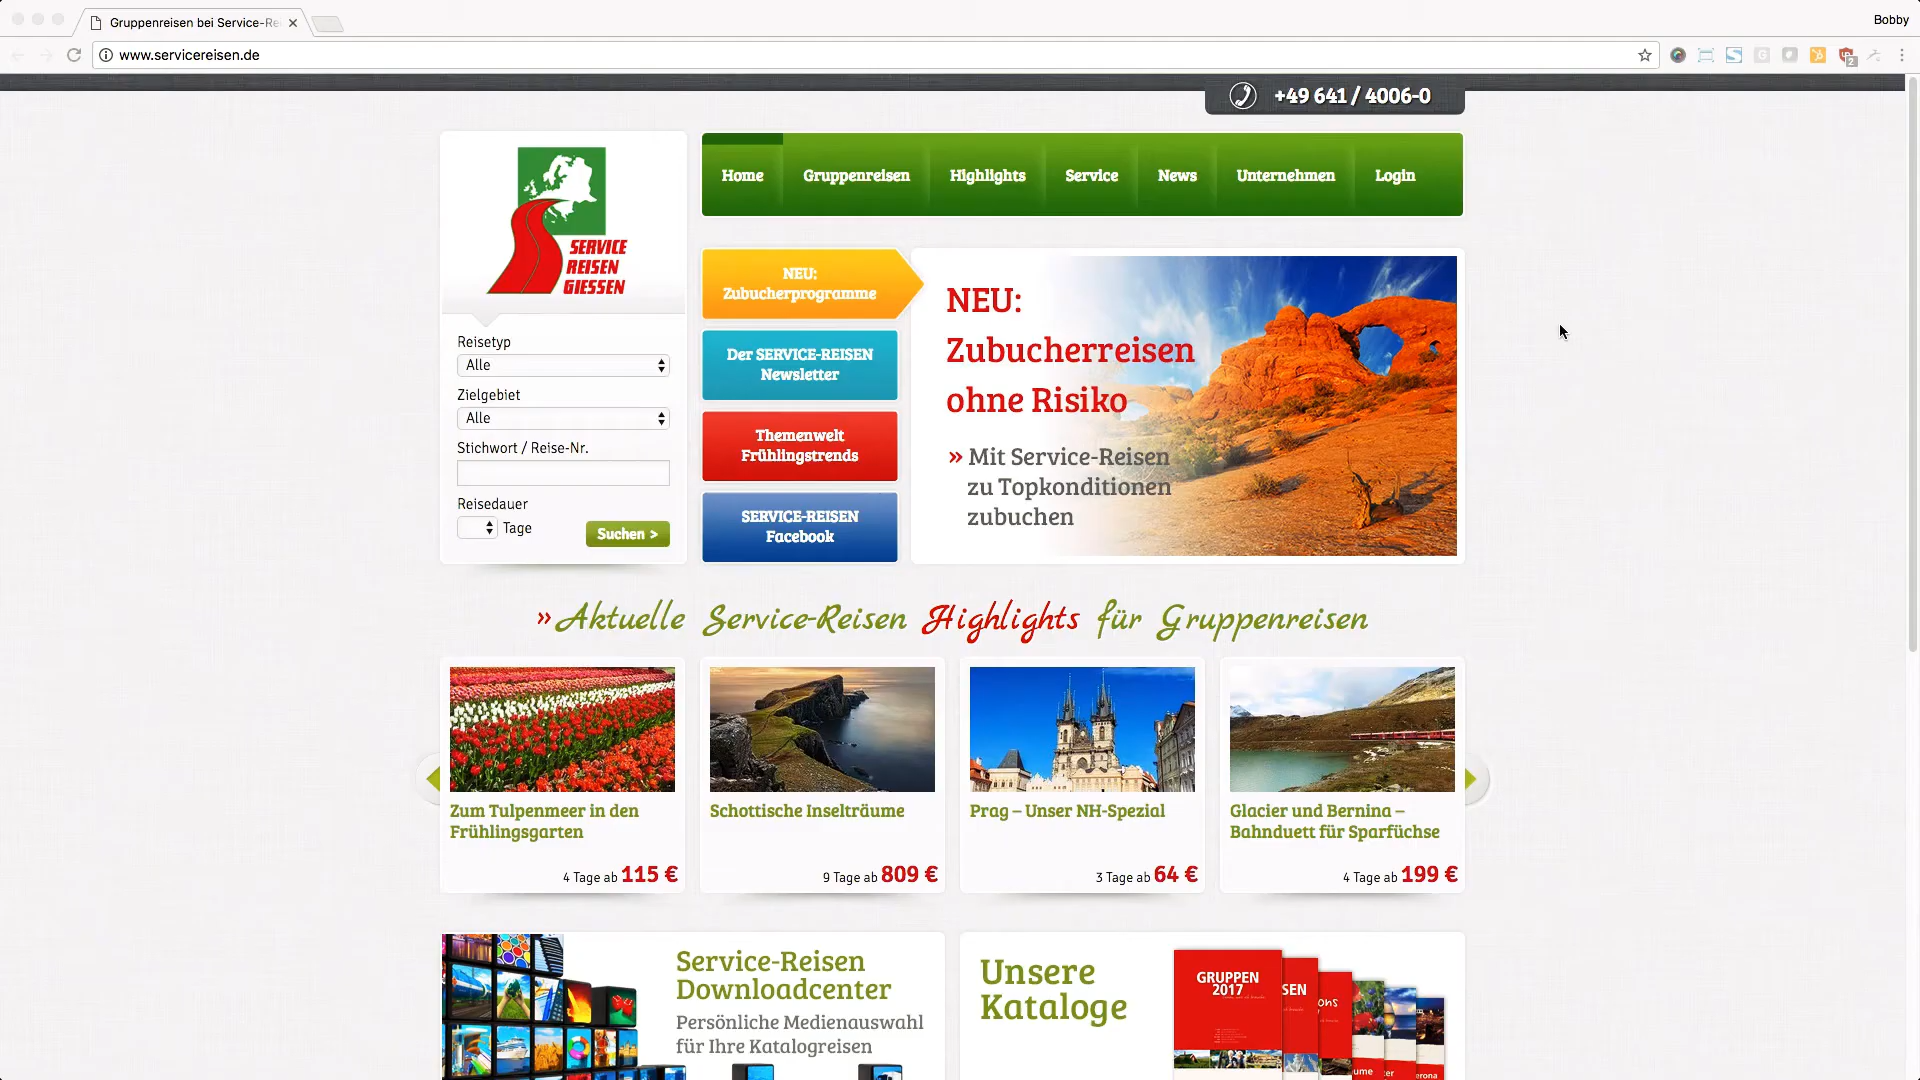 Gruppenreisen bei Service-Re
Bobby
www.servicereisen.de
2
+49 641 / 4006-0
Home
Gruppenreisen
Highlights
Service
News
Unternehmen
Login
SERVICE
REISEN
GIESSEN
Reisetyp
Alle
Zielgebiet
Alle
Stichwort / Reise-Nr.
Reisedauer
Tage
Suchen >
NEU:
Zubucherprogramme
Der SERVICE-REISEN
Newsletter
Themenwelt
Frühlingstrends
SERVICE-REISEN
Facebook
NEU:
Zubucherreisen
ohne Risiko
» Mit Service-Reisen
zu Topkonditionen
zubuchen
» Aktuelle Service-Reisen Highlights für Gruppenreisen
Zum Tulpenmeer in den
Frühlingsgarten
4 Tage ab 115 €
Schottische Inselträume
9 Tage ab 809 €
Prag – Unser NH-Spezial
3 Tage ab 64 €
Glacier und Bernina –
Bahnduett für Sparfüchse
4 Tage ab 199 €
Service-Reisen
Downloadcenter
Persönliche Medienauswahl
für Ihre Katalogreisen
Unsere
Kataloge
GRUPPEN
2017